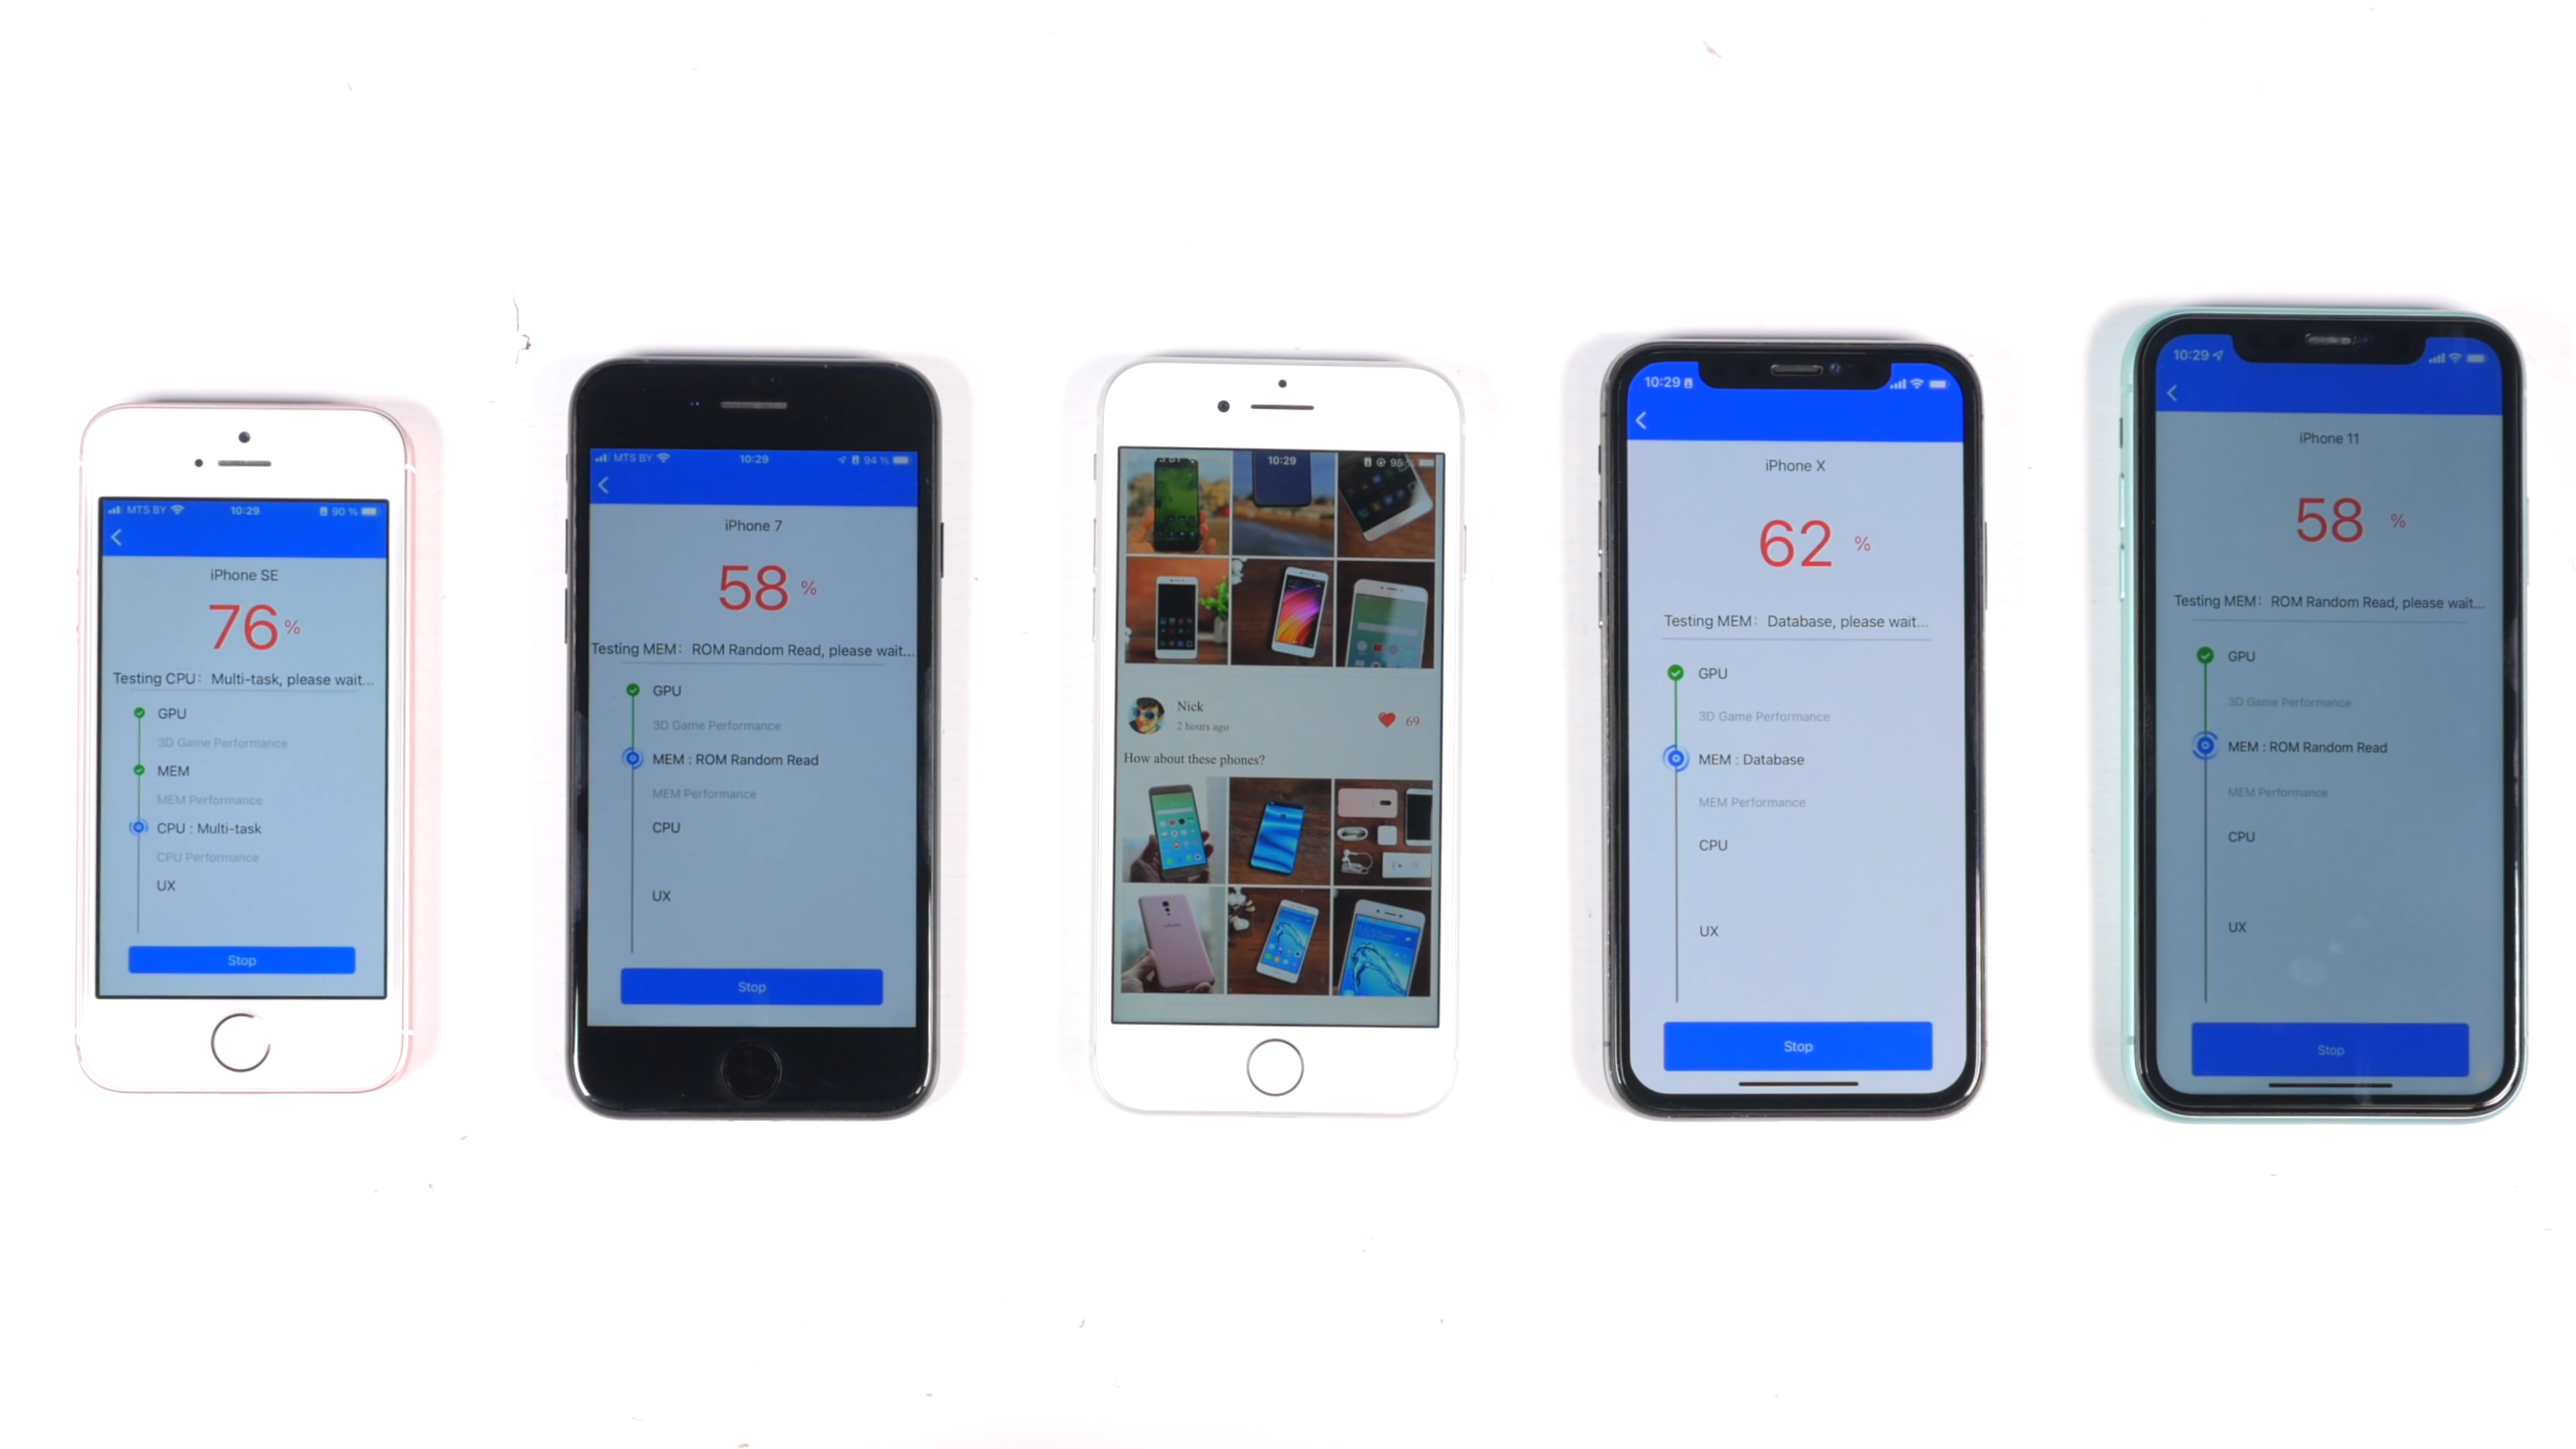 MTS BY 10:29 90 %
iPhone SE
76 %
Testing CPU: Multi-task, please wait...
GPU
3D Game Performance
MEM
MEM Performance
CPU : Multi-task
CPU Performance
UX
Stop
MTS BY 10:29 94 %
iPhone 7
58 %
Testing MEM: ROM Random Read, please wait...
GPU
3D Game Performance
MEM : ROM Random Read
MEM Performance
CPU
UX
Stop
10:29 95
Nick
2 hours ago
69
How about these phones?
10:29
iPhone X
62 %
Testing MEM: Database, please wait...
GPU
3D Game Performance
MEM : Database
MEM Performance
CPU
UX
Stop
10:29
iPhone 11
58 %
Testing MEM: ROM Random Read, please wait...
GPU
3D Game Performance
MEM : ROM Random Read
MEM Performance
CPU
UX
Stop